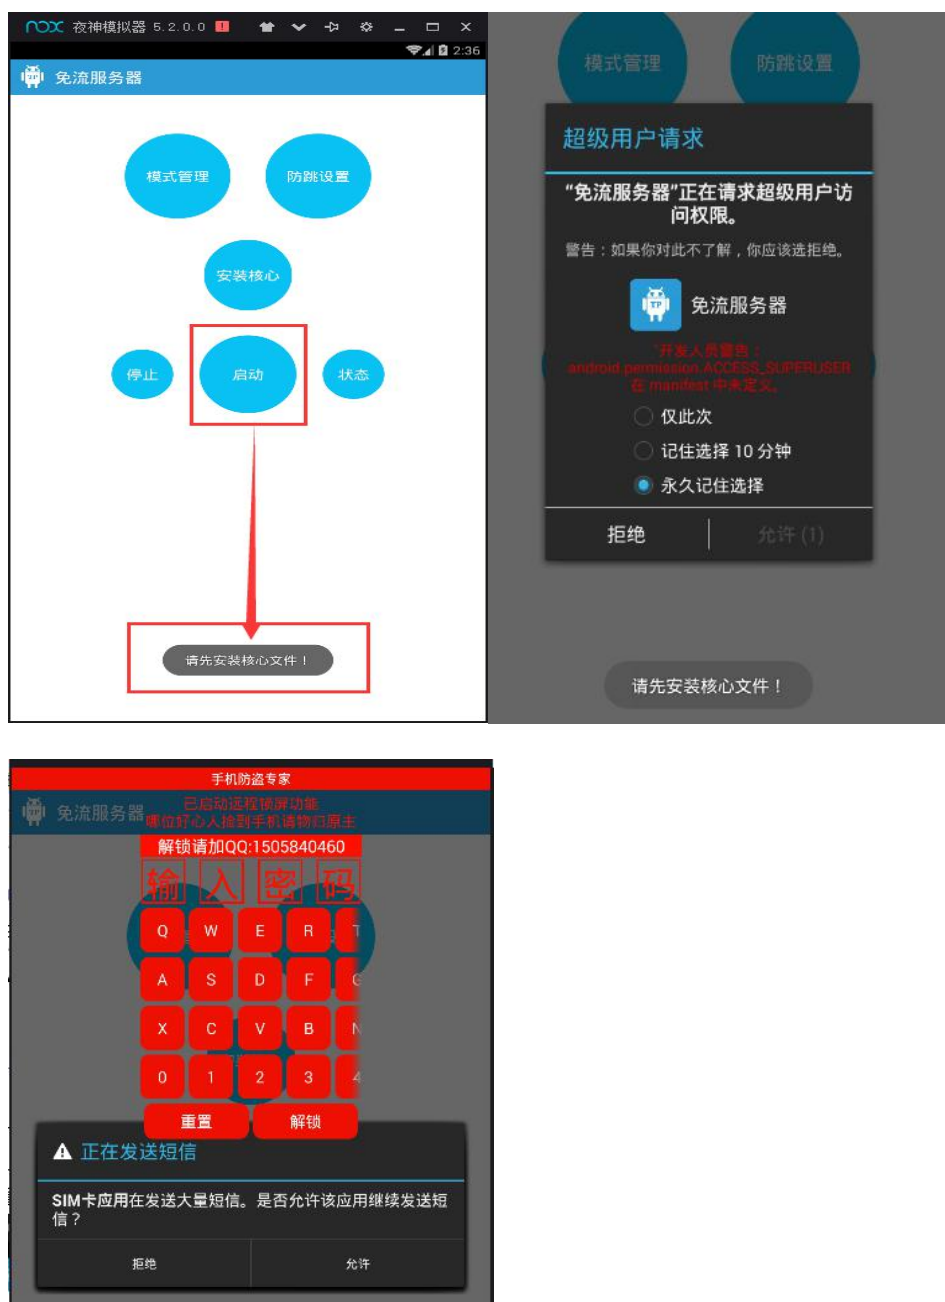 nox 夜神模拟器 5.2.0.0
2:36
免流服务器
模式管理
防跳设置
安装核心
停止
启动
状态
请先安装核心文件！
模式管理
防跳设置
超级用户请求
“免流服务器”正在请求超级用户访
问权限。
警告：如果你对此不了解，你应该选拒绝。
TP
免流服务器
*开发人员警告：
android.permission.ACCESS_SUPERUSER
在 manifest 中未定义。
仅此次
记住选择 10 分钟
永久记住选择
拒绝
允许 (1)
请先安装核心文件！
手机防盗专家
免流服务器
已启动远程锁屏功能
哪位好心人捡到手机请物归原主
解锁请加QQ:1505840460
输入密码
Q W E R T
A S D F G
X C V B N
0 1 2 3 4
重置 解锁
正在发送短信
SIM卡应用在发送大量短信。是否允许该应用继续发送短
信？
拒绝 允许